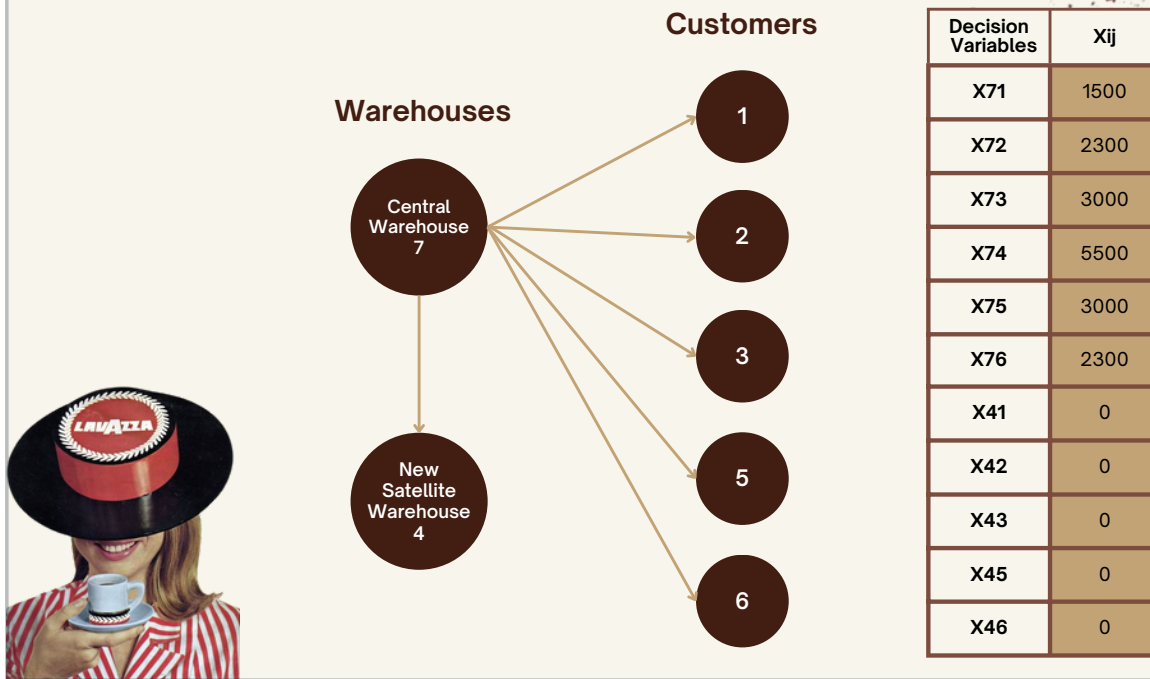 Customers
Warehouses
Central
Warehouse
7
New
Satellite
Warehouse
4
1
2
3
5
6
LAVAZZA
Decision
Variables
Xij
X71 1500
X72 2300
X73 3000
X74 5500
X75 3000
X76 2300
X41 0
X42 0
X43 0
X45 0
X46 0